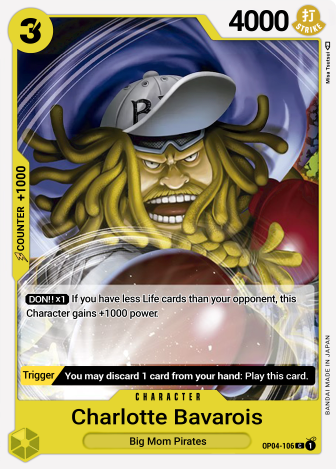 3
4000
打
STRIKE
COUNTER +1000
P
DON!! x1 If you have less Life cards than your opponent, this
Character gains +1000 power.
Trigger You may discard 1 card from your hand: Play this card.
CHARACTER
Charlotte Bavarois
Big Mom Pirates
OP04-106 C 1
BANDAI MADE IN JAPAN